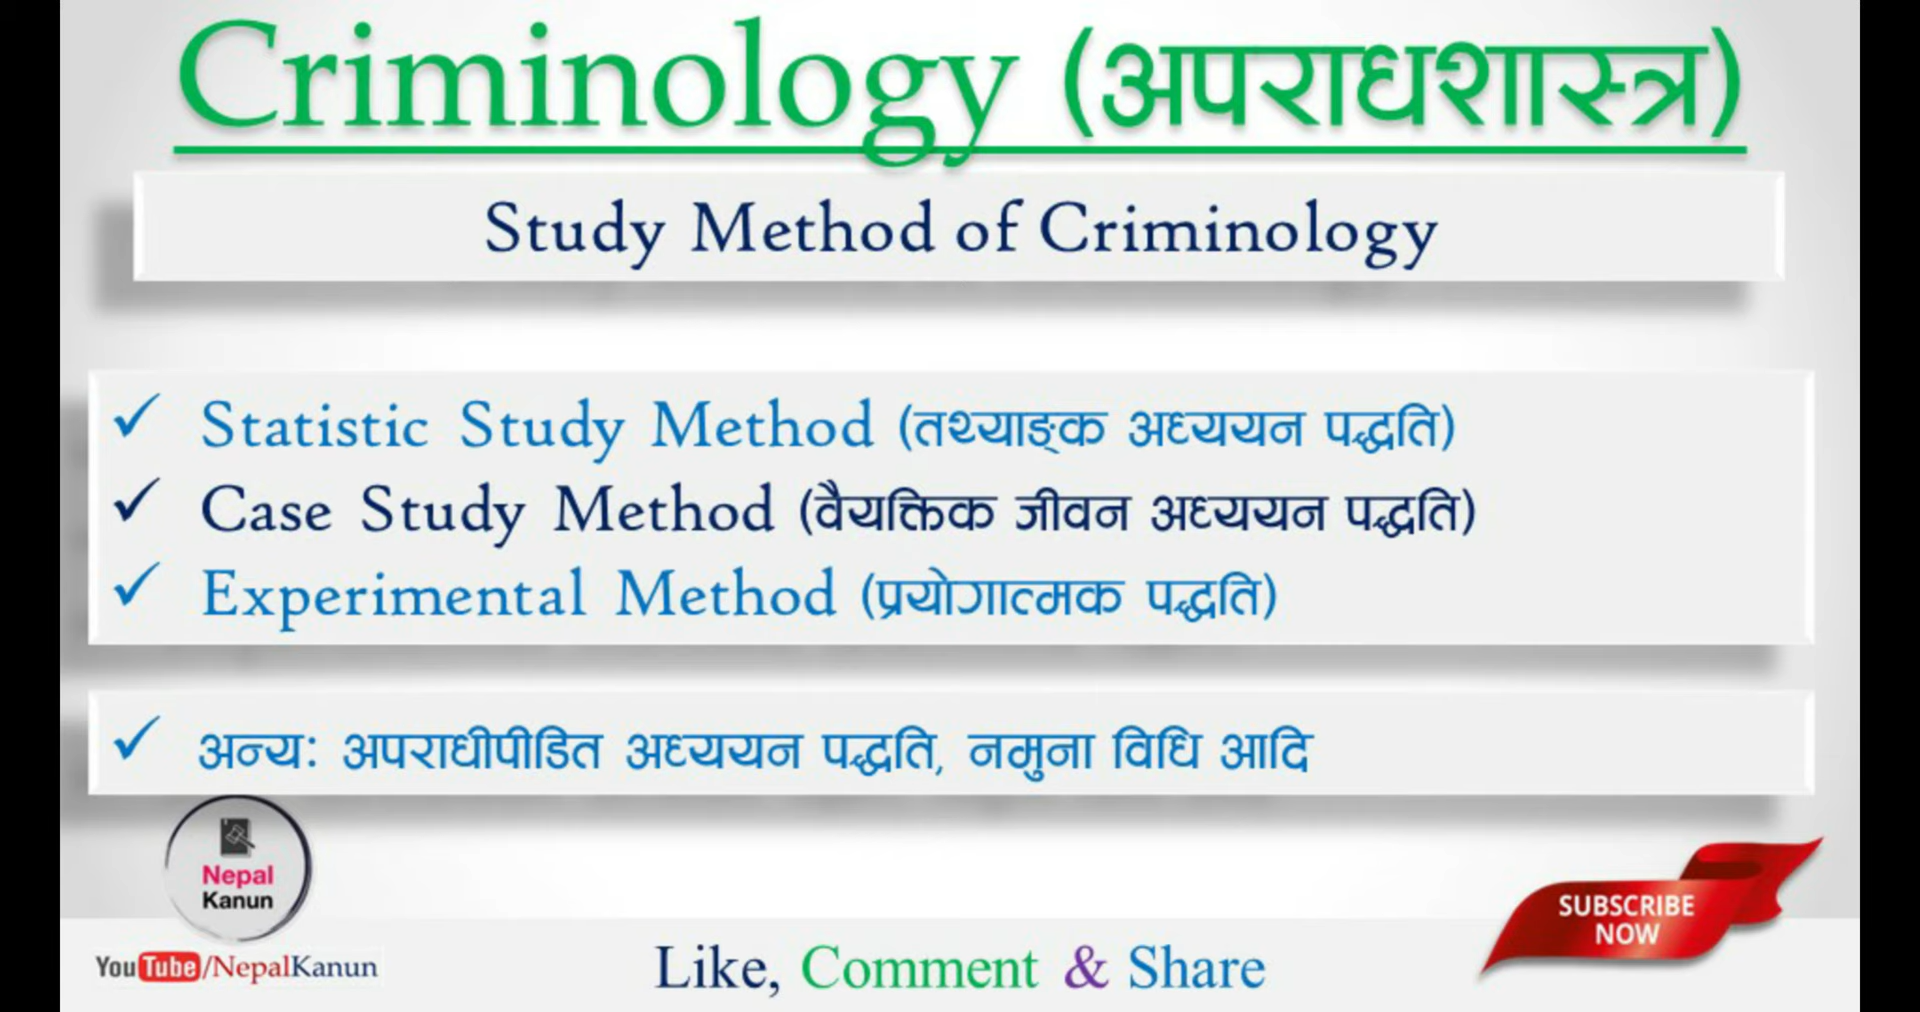 Criminology (अपराधशास्त्र)
Study Method of Criminology
✓ Statistic Study Method (तथ्याङ्क अध्ययन पद्धति)
✓ Case Study Method (वैयक्तिक जीवन अध्ययन पद्धति)
✓ Experimental Method (प्रयोगात्मक पद्धति)
✓ अन्य: अपराधीपीडित अध्ययन पद्धति, नमुना विधि आदि
Nepal
Kanun
YouTube/NepalKanun
Like, Comment & Share
SUBSCRIBE
NOW